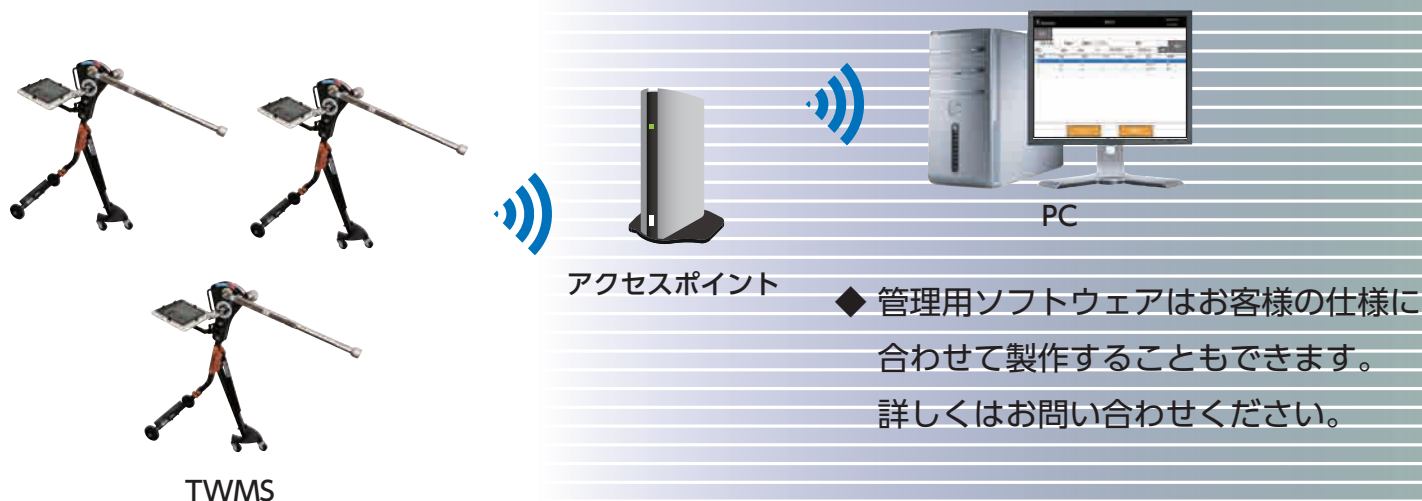 PC
アクセスポイント
◆ 管理用ソフトウェアはお客様の仕様に
合わせて製作することもできます。
詳しくはお問い合わせください。
TWMS